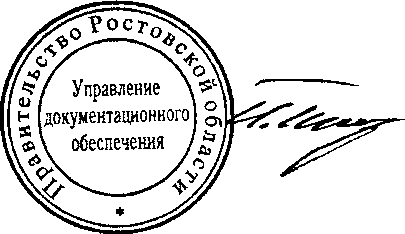 Правительство Ростовской области
Управление
документационного
обеспечения
*